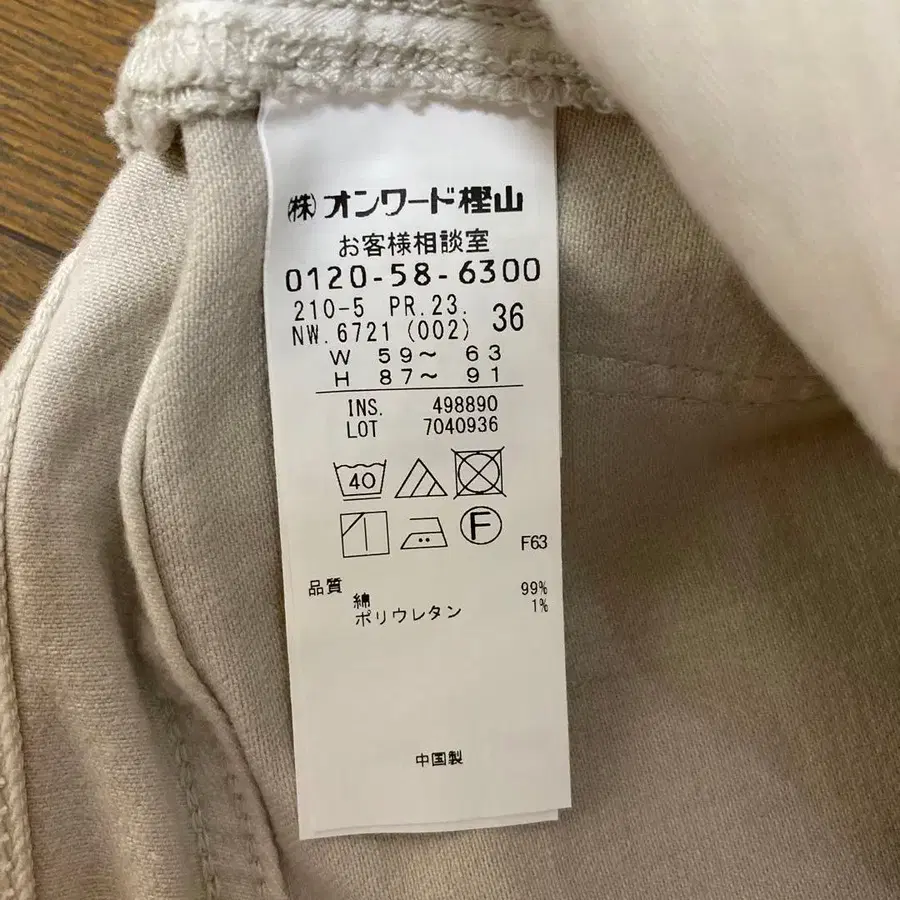 ㈱オンワード樫山
お客様相談室
0120-58-6300
210-5 PR.23.
NW.6721(002) 36
W 59～ 63
H 87～ 91
INS. 498890
LOT 7040936
40
F
F63
品質
綿 99%
ポリウレタン 1%
中国製